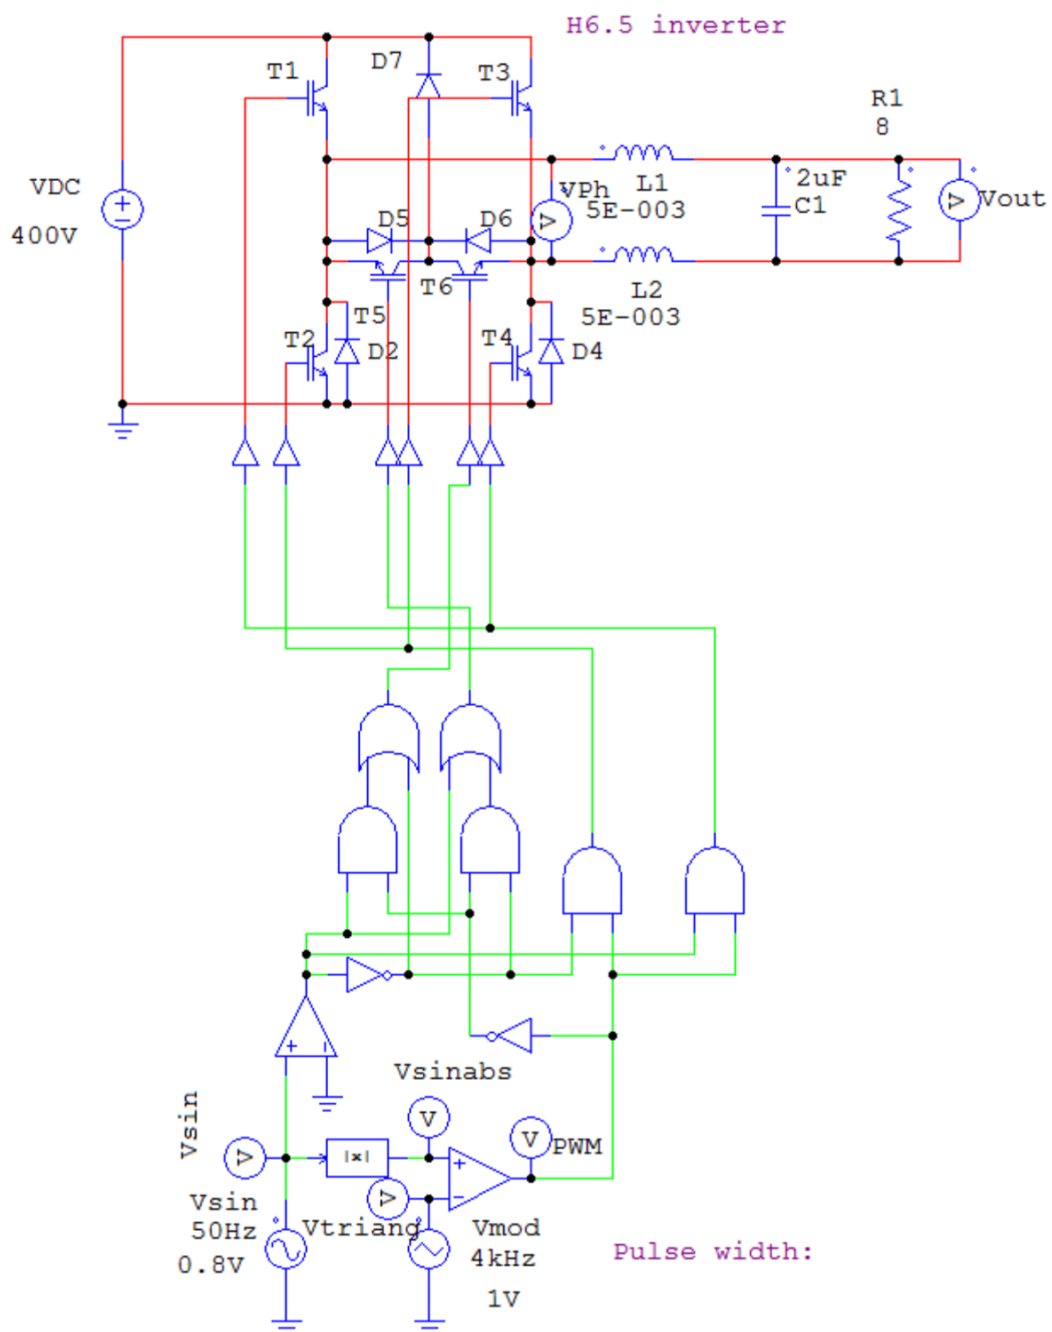 H6.5 inverter
D7
T1
T3
R1
8
VDC
400V
VPh
L1
5E-003
2uF
C1
V
V
Vout
D5
D6
T6
L2
5E-003
T5
T2
D2
T4
D4
Vsinabs
V
Vsin
V
|x|
V
PWM
V
Vsin
50Hz
0.8V
Vtriang
Vmod
4kHz
1V
Pulse width: